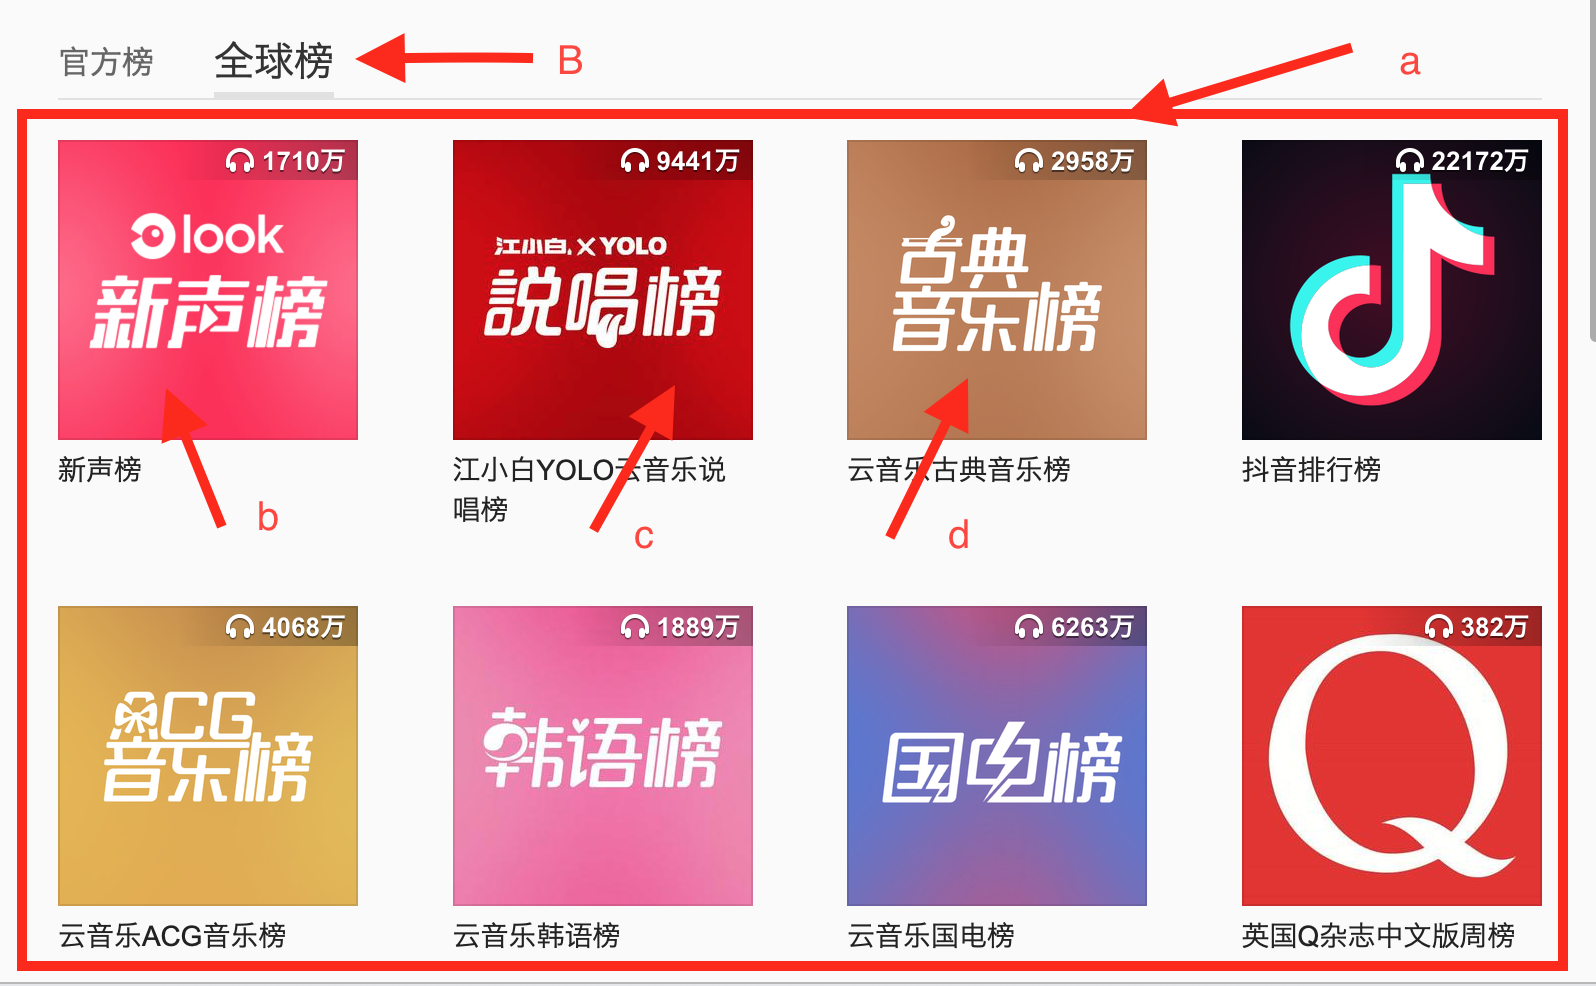 官方榜 全球榜 B a
1710万 9441万 2958万 22172万
look
新声榜
江小白 X YOLO
説唱榜
古典
音乐榜
新声榜
江小白YOLO云音乐说
唱榜
云音乐古典音乐榜
抖音排行榜
b c d
4068万 1889万 6263万 382万
ACG
音乐榜
韩语榜
国电榜
Q
云音乐ACG音乐榜
云音乐韩语榜
云音乐国电榜
英国Q杂志中文版周榜